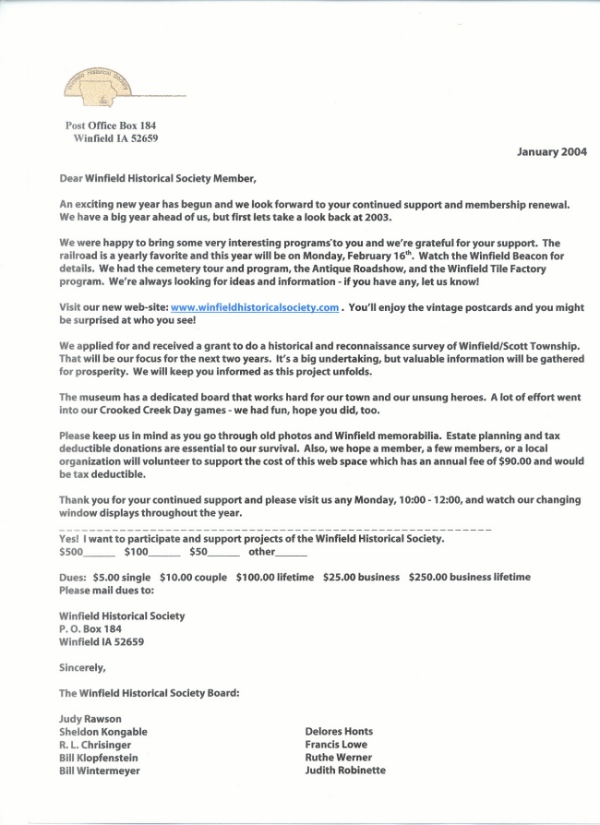 Winfield Historical Society
Post Office Box 184
Winfield IA 52659
January 2004
Dear Winfield Historical Society Member,
An exciting new year has begun and we look forward to your continued support and membership renewal.
We have a big year ahead of us, but first lets take a look back at 2003.
We were happy to bring some very interesting programs to you and we're grateful for your support. The
railroad is a yearly favorite and this year will be on Monday, February 16th. Watch the Winfield Beacon for
details. We had the cemetery tour and program, the Antique Roadshow, and the Winfield Tile Factory
program. We're always looking for ideas and information - if you have any, let us know!
Visit our new web-site: www.winfieldhistoricalsociety.com . You'll enjoy the vintage postcards and you might
be surprised at who you see!
We applied for and received a grant to do a historical and reconnaissance survey of Winfield/Scott Township.
That will be our focus for the next two years. It's a big undertaking, but valuable information will be gathered
for prosperity. We will keep you informed as this project unfolds.
The museum has a dedicated board that works hard for our town and our unsung heroes. A lot of effort went
into our Crooked Creek Day games - we had fun, hope you did, too.
Please keep us in mind as you go through old photos and Winfield memorabilia. Estate planning and tax
deductible donations are essential to our survival. Also, we hope a member, a few members, or a local
organization will volunteer to support the cost of this web space which has an annual fee of $90.00 and would
be tax deductible.
Thank you for your continued support and please visit us any Monday, 10:00 - 12:00, and watch our changing
window displays throughout the year.
Yes! I want to participate and support projects of the Winfield Historical Society.
$500______ $100______ $50______ other______
Dues: $5.00 single $10.00 couple $100.00 lifetime $25.00 business $250.00 business lifetime
Please mail dues to:
Winfield Historical Society
P. O. Box 184
Winfield IA 52659
Sincerely,
The Winfield Historical Society Board:
Judy Rawson
Sheldon Kongable
R. L. Chrisinger
Bill Klopfenstein
Bill Wintermeyer
Delores Honts
Francis Lowe
Ruthe Werner
Judith Robinette